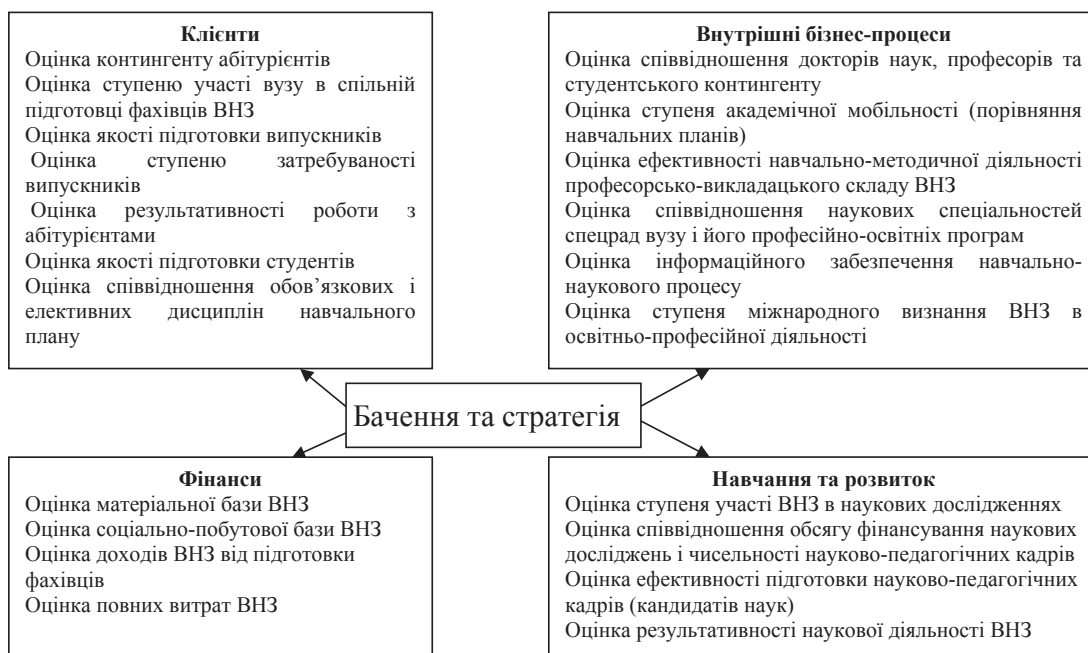 Клієнти
Оцінка контингенту абітурієнтів
Оцінка ступеню участі вузу в спільній
підготовці фахівців ВНЗ
Оцінка якості підготовки випускників
Оцінка ступеню затребуваності
випускників
Оцінка результативності роботи з
абітурієнтами
Оцінка якості підготовки студентів
Оцінка співвідношення обов’язкових і
елективних дисциплін навчального
плану
Внутрішні бізнес-процеси
Оцінка співвідношення докторів наук, професорів та
студентського контингенту
Оцінка ступеня академічної мобільності (порівняння
навчальних планів)
Оцінка ефективності навчально-методичної діяльності
професорсько-викладацького складу ВНЗ
Оцінка співвідношення наукових спеціальностей
спецрад вузу і його професійно-освітніх програм
Оцінка інформаційного забезпечення навчально-
наукового процесу
Оцінка ступеня міжнародного визнання ВНЗ в
освітньо-професійної діяльності
Бачення та стратегія
Фінанси
Оцінка матеріальної бази ВНЗ
Оцінка соціально-побутової бази ВНЗ
Оцінка доходів ВНЗ від підготовки
фахівців
Оцінка повних витрат ВНЗ
Навчання та розвиток
Оцінка ступеня участі ВНЗ в наукових дослідженнях
Оцінка співвідношення обсягу фінансування наукових
досліджень і чисельності науково-педагогічних кадрів
Оцінка ефективності підготовки науково-педагогічних
кадрів (кандидатів наук)
Оцінка результативності наукової діяльності ВНЗ